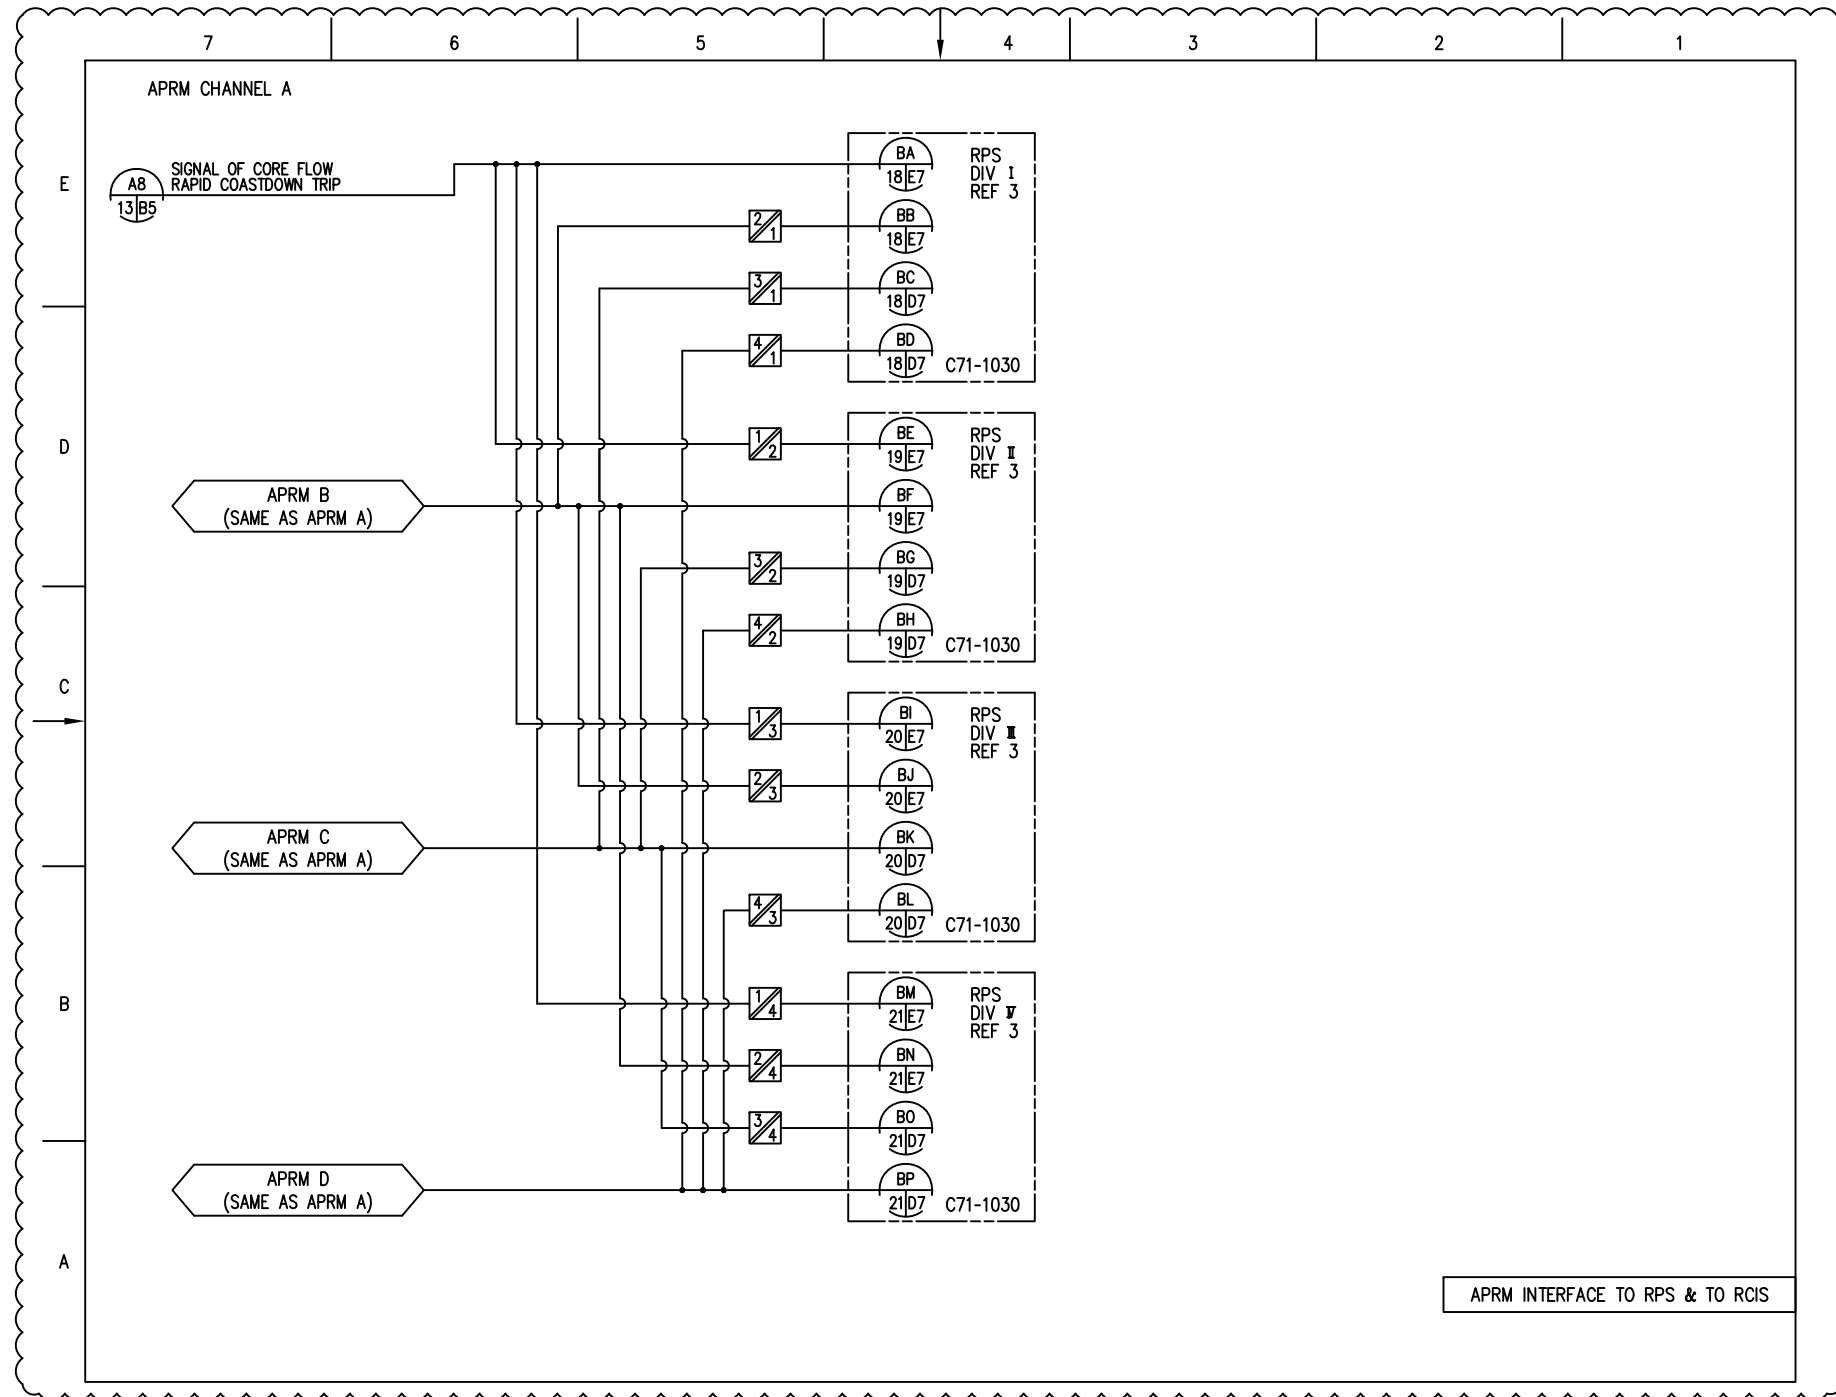 7 6 5 4 3 2 1
APRM CHANNEL A
E
A8
13 B5
SIGNAL OF CORE FLOW
RAPID COASTDOWN TRIP
BA
18 E7
RPS
DIV I
REF 3
2/1
BB
18 E7
3/1
BC
18 D7
4/1
BD
18 D7
C71-1030
D
1/2
BE
19 E7
RPS
DIV II
REF 3
APRM B
(SAME AS APRM A)
BF
19 E7
3/2
BG
19 D7
4/2
BH
19 D7
C71-1030
C
1/3
BI
20 E7
RPS
DIV III
REF 3
2/3
BJ
20 E7
APRM C
(SAME AS APRM A)
BK
20 D7
4/3
BL
20 D7
C71-1030
B
1/4
BM
21 E7
RPS
DIV IV
REF 3
2/4
BN
21 E7
3/4
BO
21 D7
APRM D
(SAME AS APRM A)
BP
21 D7
C71-1030
A
APRM INTERFACE TO RPS & TO RCIS